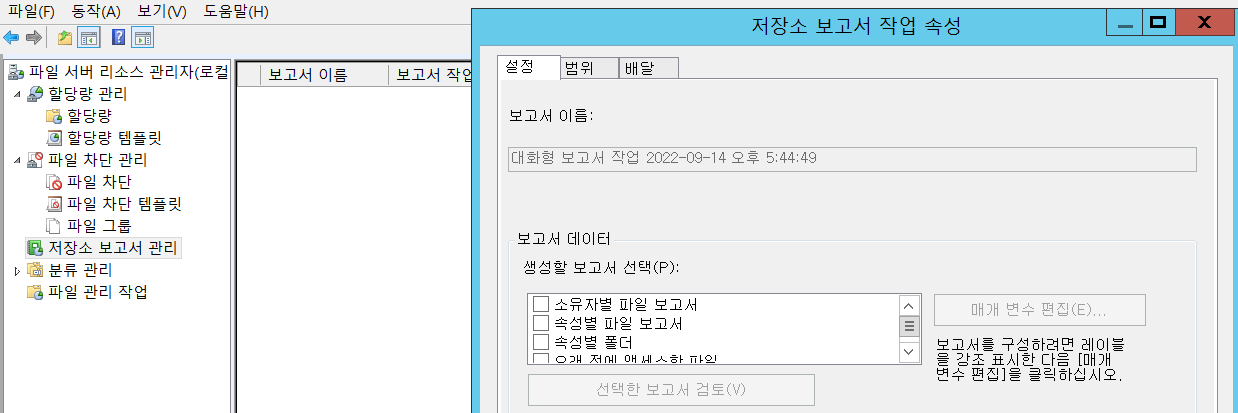 파일(F) 동작(A) 보기(V) 도움말(H)
파일 서버 리소스 관리자(로컬
할당량 관리
할당량
할당량 템플릿
파일 차단 관리
파일 차단
파일 차단 템플릿
파일 그룹
저장소 보고서 관리
분류 관리
파일 관리 작업
보고서 이름 보고서 작업
저장소 보고서 작업 속성
설정 범위 배달
보고서 이름:
대화형 보고서 작업 2022-09-14 오후 5:44:49
보고서 데이터
생성할 보고서 선택(P):
소유자별 파일 보고서
속성별 파일 보고서
속성별 폴더
오래 전에 액세스한 파일
매개 변수 편집(E)...
보고서를 구성하려면 레이블
을 강조 표시한 다음 [매개
변수 편집]을 클릭하십시오.
선택한 보고서 검토(V)